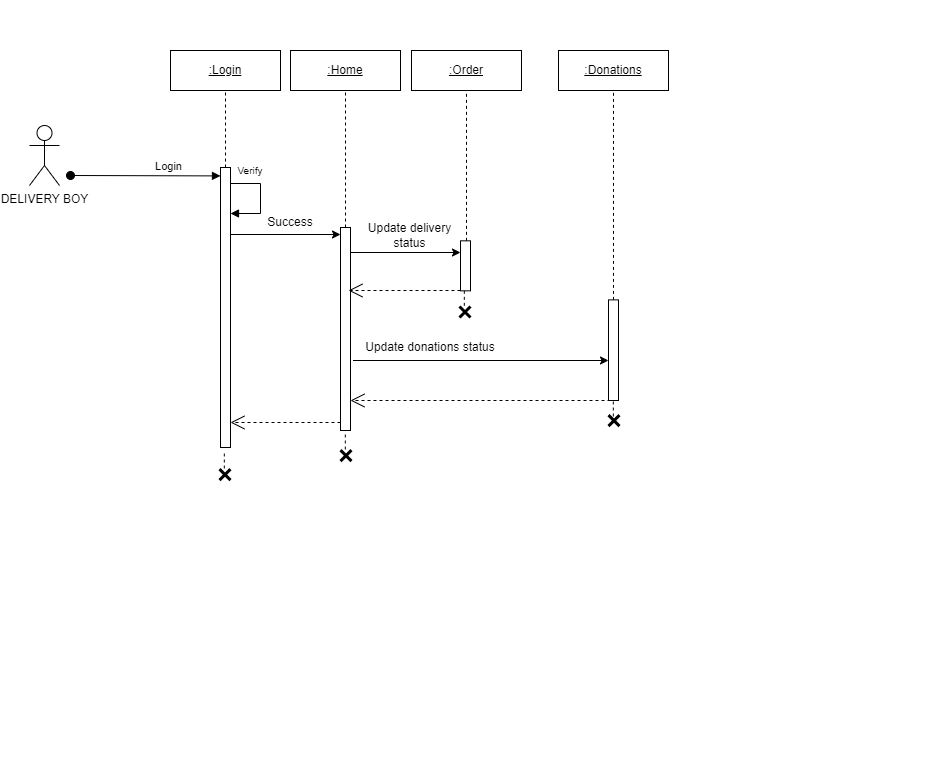 :Login
:Home
:Order
:Donations
Login
Verify
DELIVERY BOY
Success
Update delivery
status
Update donations status